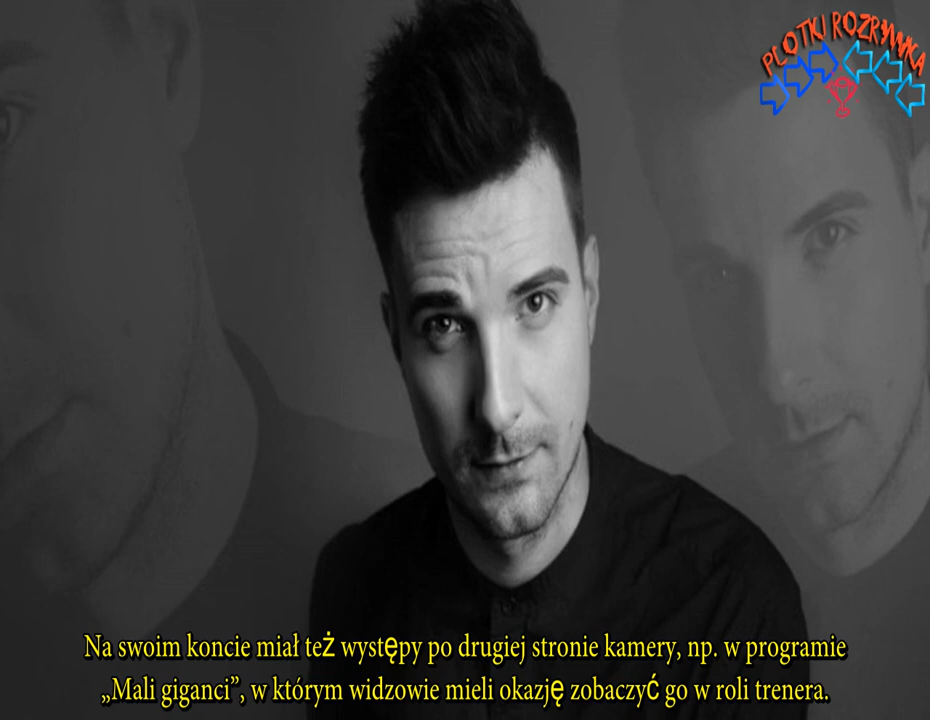 PLOTKI ROZRYWKA
Na swoim koncie miał też występy po drugiej stronie kamery, np. w programie
„Mali giganci”, w którym widzowie mieli okazję zobaczyć go w roli trenera.